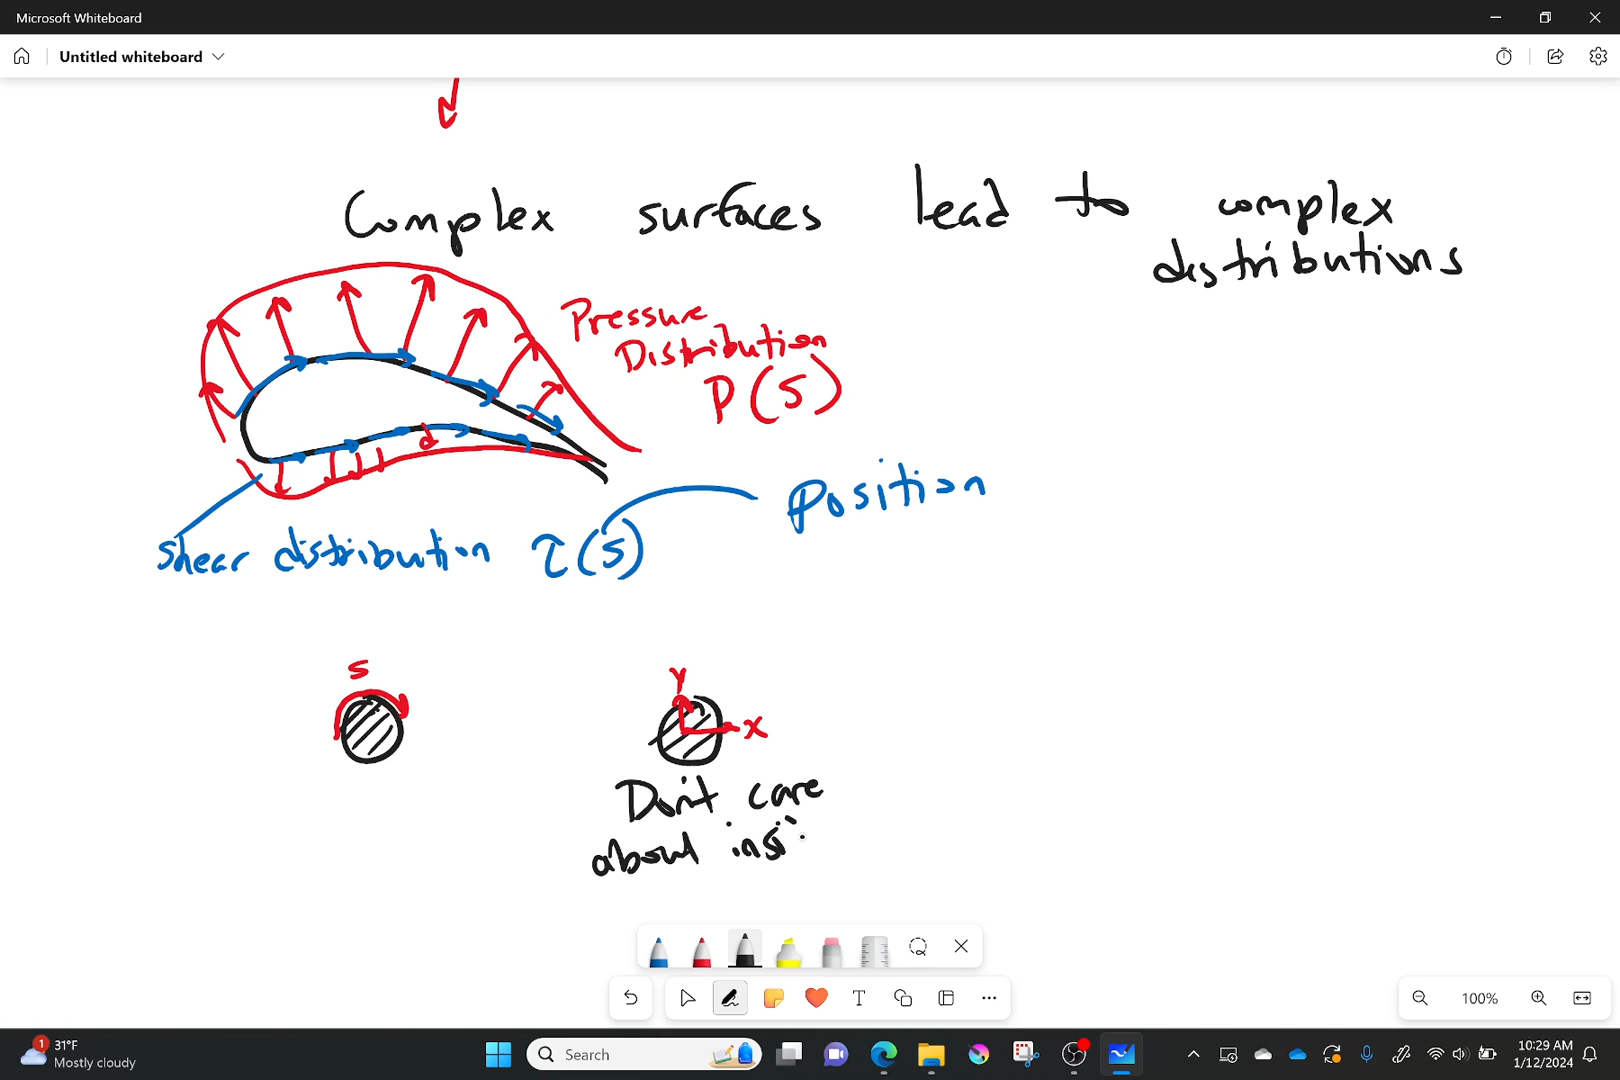 Microsoft Whiteboard
Untitled whiteboard
Complex surfaces lead to complex
distributions
Pressure
Distribution
P(S)
Position
Shear distribution τ(S)
S
Y
X
Don't care
about insi
100%
1
31°F
Mostly cloudy
Search
10:29 AM
1/12/2024